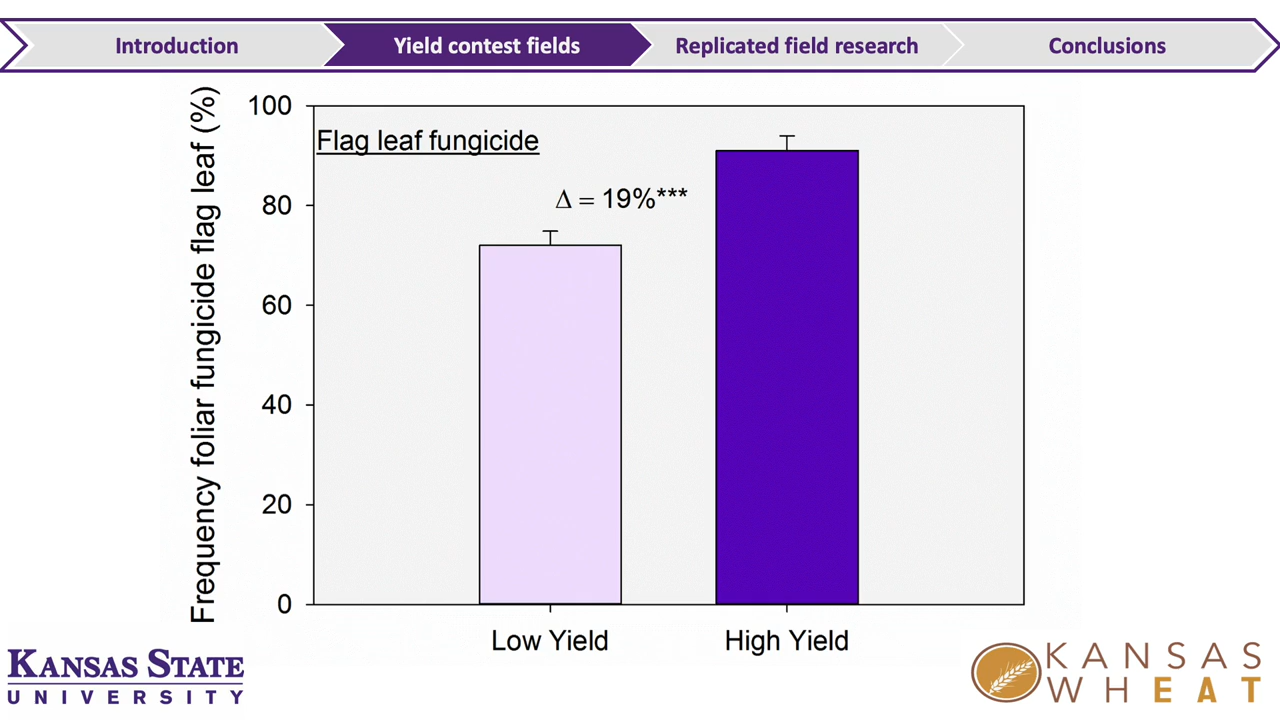 Introduction
Yield contest fields
Replicated field research
Conclusions
Frequency foliar fungicide flag leaf (%)
100
80
60
40
20
0
Flag leaf fungicide
Δ = 19%***
Low Yield
High Yield
KANSAS STATE
UNIVERSITY
KANSAS
WHEAT